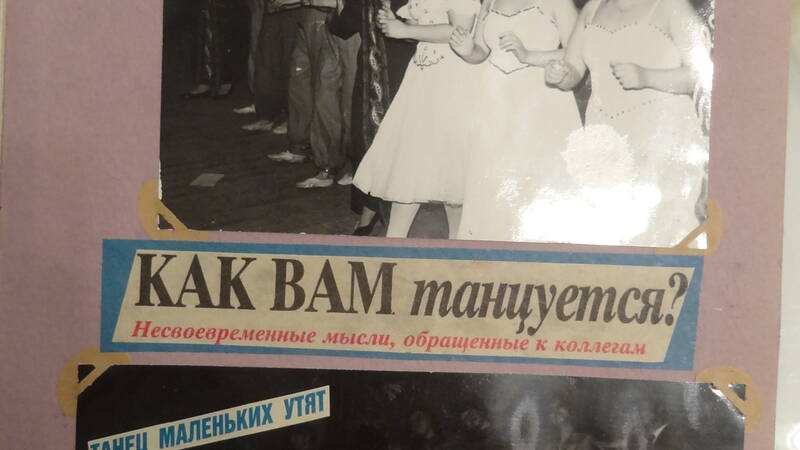 КАК ВАМ танцуется?
Несвоевременные мысли, обращенные к коллегам
ТАНЕЦ МАЛЕНЬКИХ УТЯТ